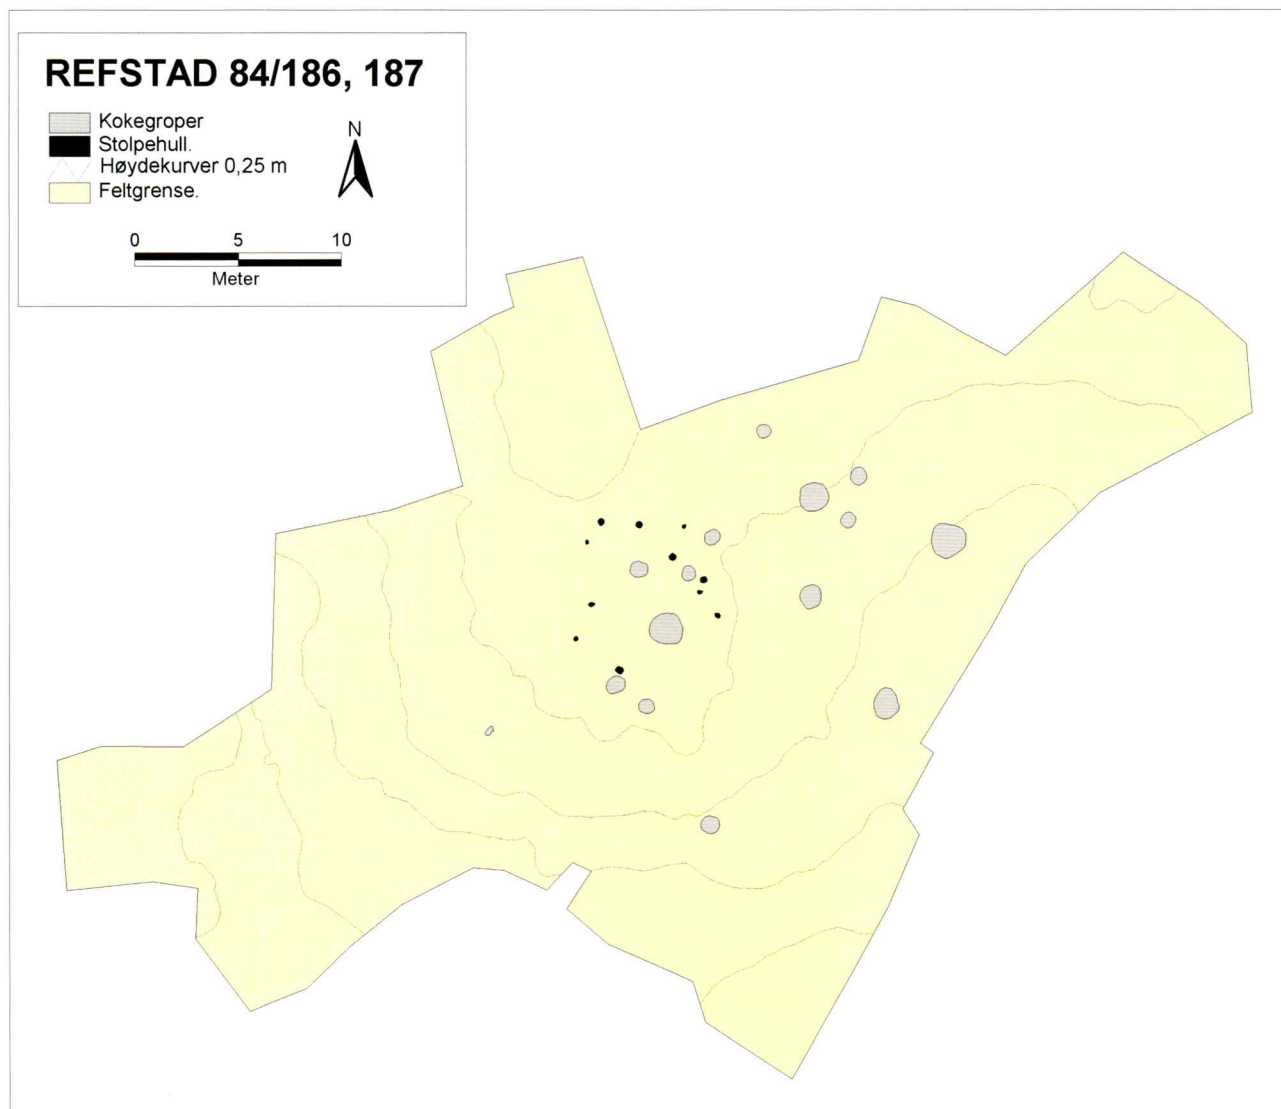 REFSTAD 84/186, 187
Kokegroper
Stolpehull.
Høydekurver 0,25 m
Feltgrense.
N
0 5 10
Meter